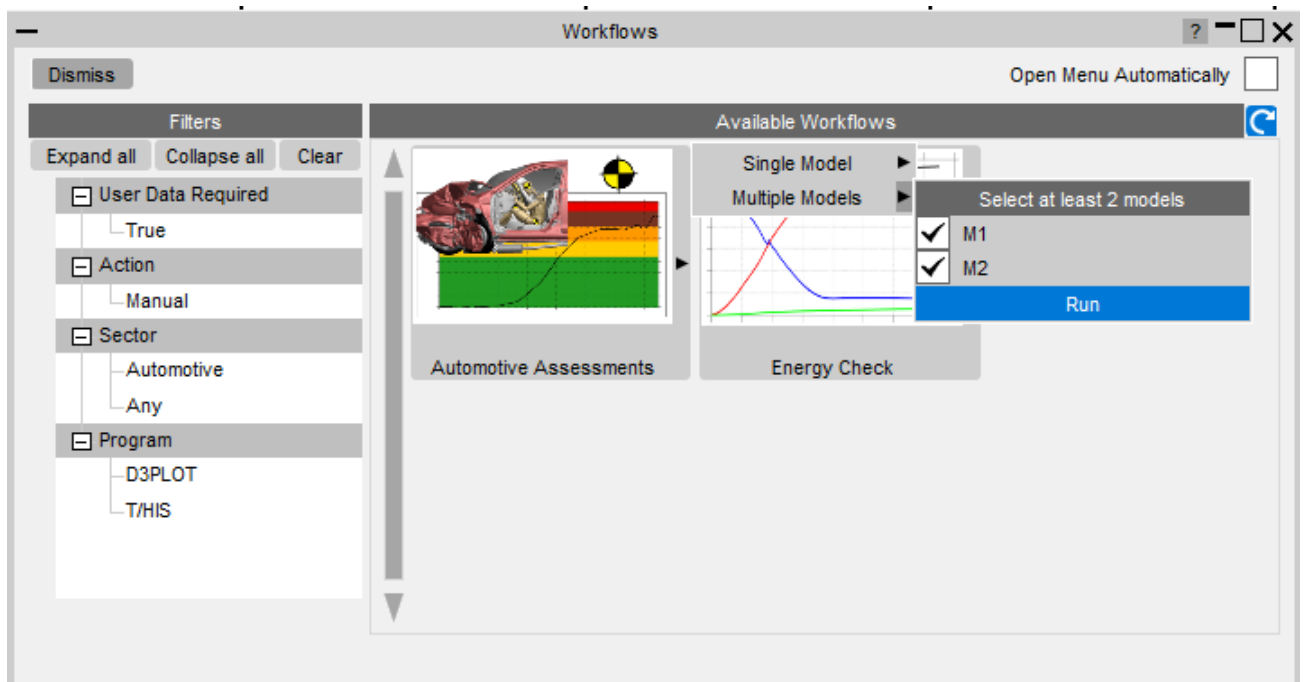 Workflows
?
Dismiss
Open Menu Automatically
Filters
Available Workflows
Expand all Collapse all Clear
User Data Required
True
Action
Manual
Sector
Automotive
Any
Program
D3PLOT
T/HIS
Single Model
Multiple Models
Select at least 2 models
M1
M2
Run
Automotive Assessments
Energy Check